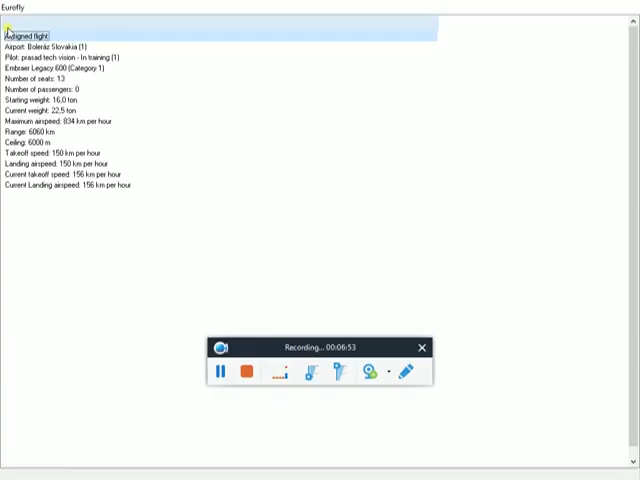 Eurofly
Assigned flight
Airport: Boleráz Slovakia (1)
Pilot: prasad tech vision - In training (1)
Embraer Legacy 600 (Category 1)
Number of seats: 13
Number of passengers: 0
Starting weight: 16,0 ton
Current weight: 22,5 ton
Maximum airspeed: 834 km per hour
Range: 6060 km
Ceiling: 6000 m
Takeoff speed: 150 km per hour
Landing airspeed: 150 km per hour
Current takeoff speed: 156 km per hour
Current Landing airspeed: 156 km per hour
Recording... 00:06:53